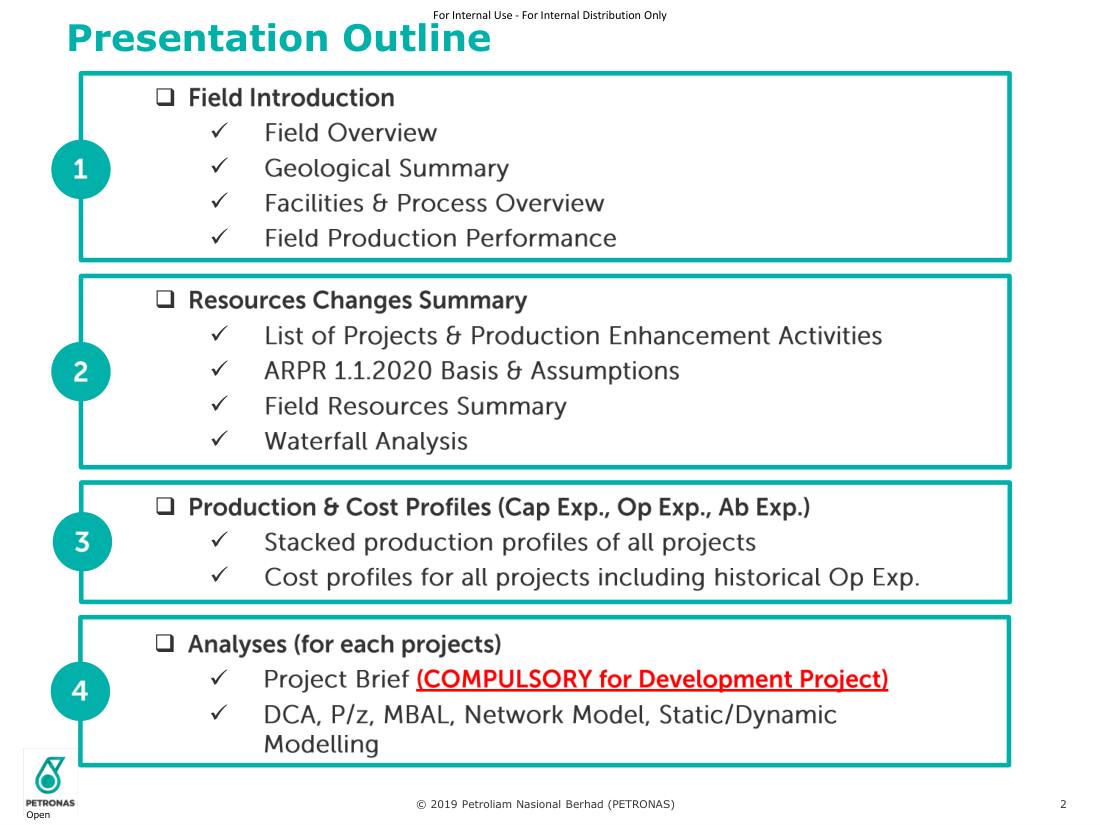 For Internal Use - For Internal Distribution Only
Presentation Outline
1
❑ Field Introduction
✓ Field Overview
✓ Geological Summary
✓ Facilities & Process Overview
✓ Field Production Performance
2
❑ Resources Changes Summary
✓ List of Projects & Production Enhancement Activities
✓ ARPR 1.1.2020 Basis & Assumptions
✓ Field Resources Summary
✓ Waterfall Analysis
3
❑ Production & Cost Profiles (Cap Exp., Op Exp., Ab Exp.)
✓ Stacked production profiles of all projects
✓ Cost profiles for all projects including historical Op Exp.
4
❑ Analyses (for each projects)
✓ Project Brief (COMPULSORY for Development Project)
✓ DCA, P/z, MBAL, Network Model, Static/Dynamic
Modelling
PETRONAS
Open
© 2019 Petroliam Nasional Berhad (PETRONAS)
2